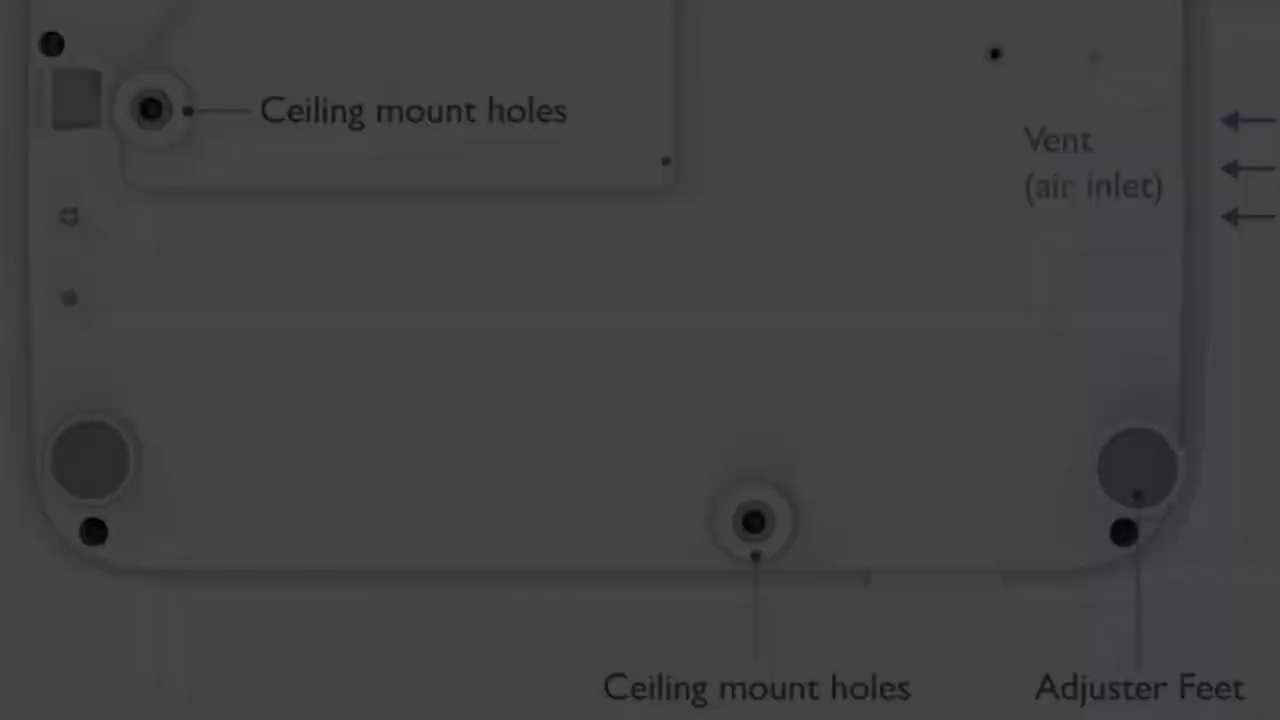 Ceiling mount holes
Vent
(air inlet)
Ceiling mount holes
Adjuster Feet